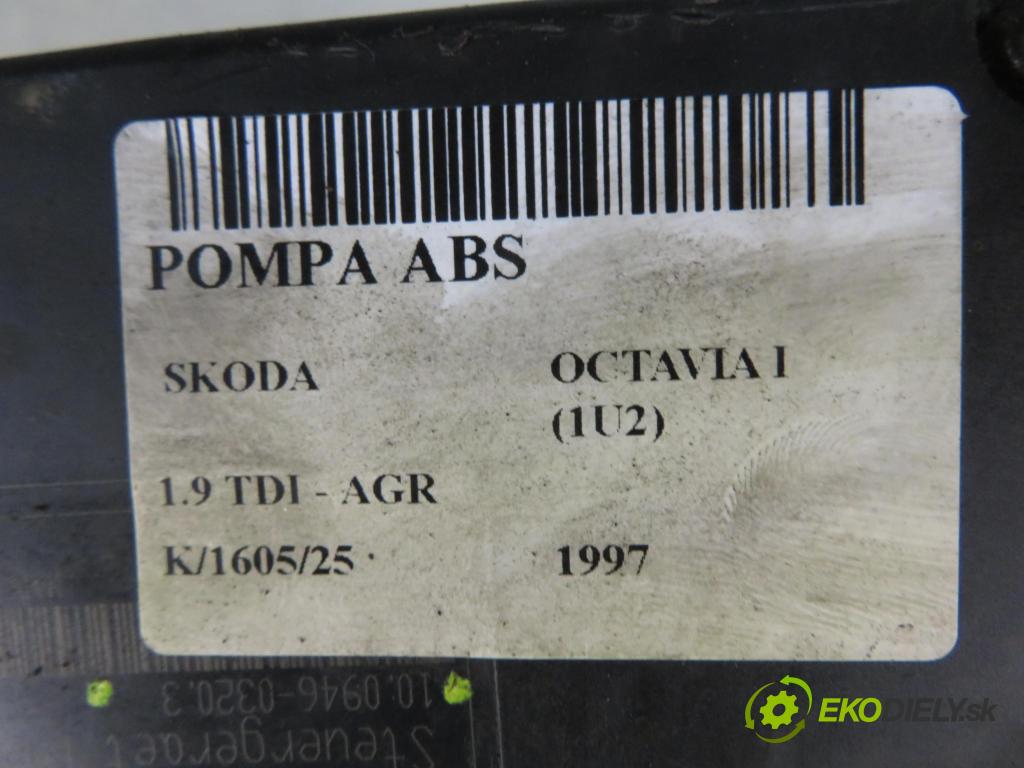 POMPA ABS
SKODA OCTAVIA I
(1U2)
1.9 TDI - AGR
K/1605/25 1997
10.0946-0320.3
Steuergeraet
EKODIELY.sk